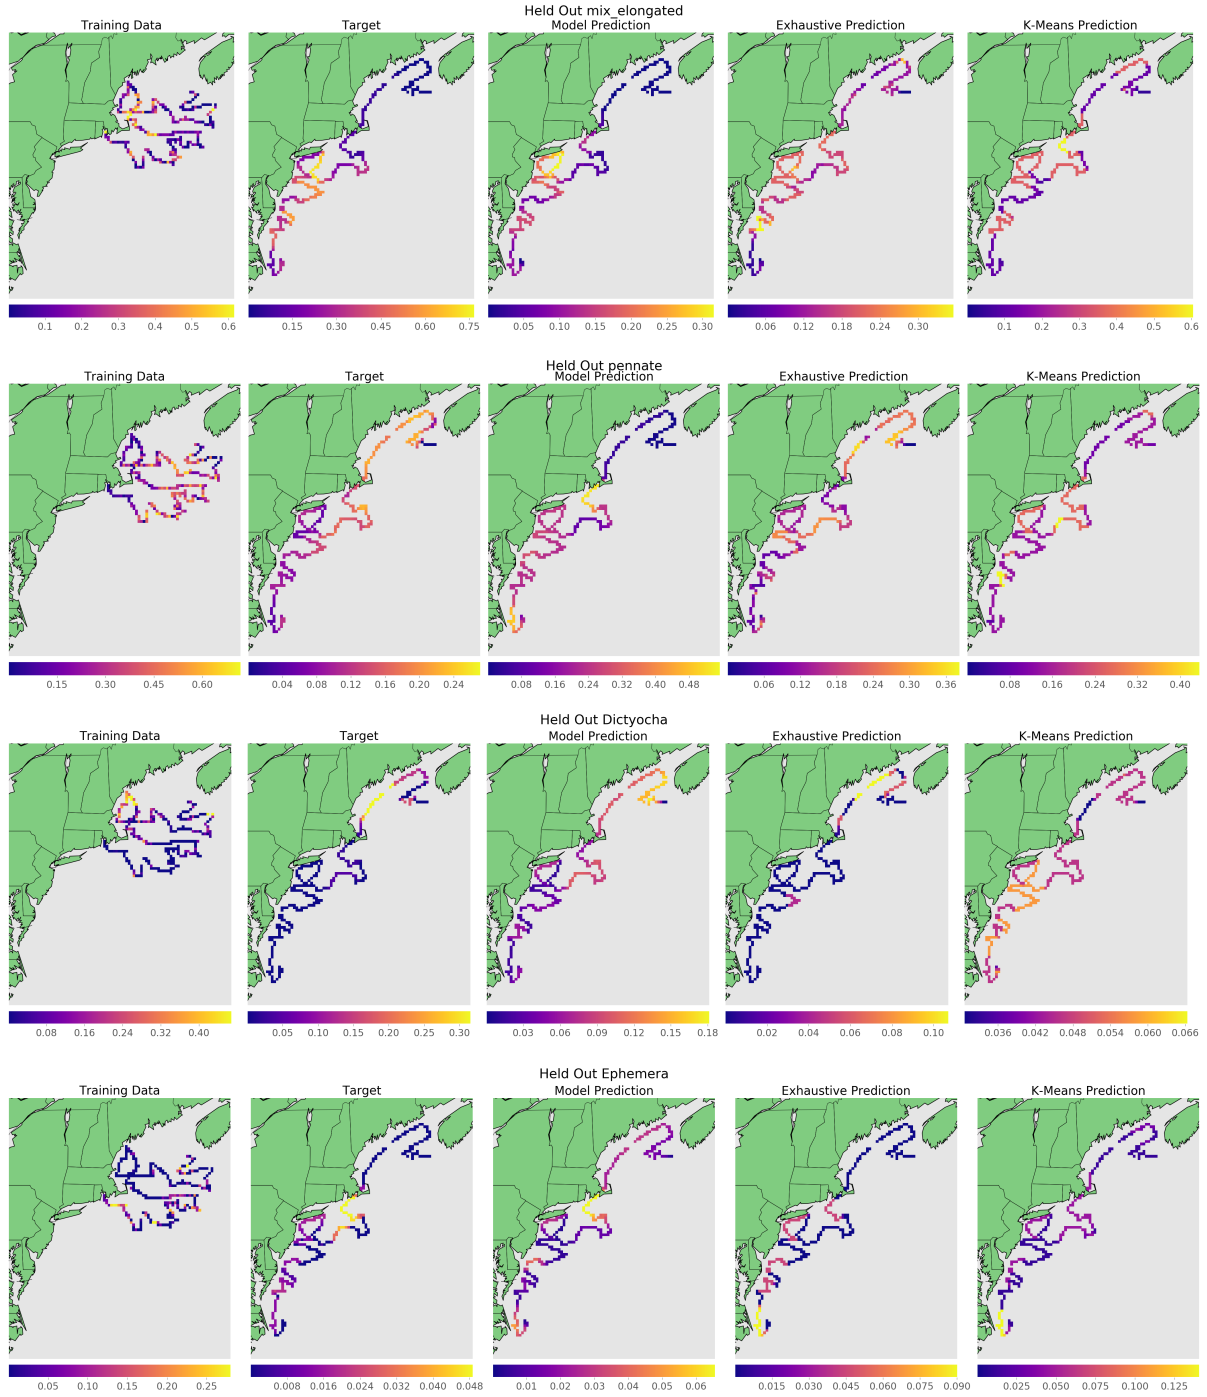 Held Out mix_elongated
Training Data Target Model Prediction Exhaustive Prediction K-Means Prediction
0.1 0.2 0.3 0.4 0.5 0.6 0.15 0.30 0.45 0.60 0.75 0.05 0.10 0.15 0.20 0.25 0.30 0.06 0.12 0.18 0.24 0.30 0.1 0.2 0.3 0.4 0.5 0.6
Held Out pennate
Training Data Target Model Prediction Exhaustive Prediction K-Means Prediction
0.15 0.30 0.45 0.60 0.04 0.08 0.12 0.16 0.20 0.24 0.08 0.16 0.24 0.32 0.40 0.48 0.06 0.12 0.18 0.24 0.30 0.36 0.08 0.16 0.24 0.32 0.40
Held Out Dictyocha
Training Data Target Model Prediction Exhaustive Prediction K-Means Prediction
0.08 0.16 0.24 0.32 0.40 0.05 0.10 0.15 0.20 0.25 0.30 0.03 0.06 0.09 0.12 0.15 0.18 0.02 0.04 0.06 0.08 0.10 0.036 0.042 0.048 0.054 0.060 0.066
Held Out Ephemera
Training Data Target Model Prediction Exhaustive Prediction K-Means Prediction
0.05 0.10 0.15 0.20 0.25 0.008 0.016 0.024 0.032 0.040 0.048 0.01 0.02 0.03 0.04 0.05 0.06 0.015 0.030 0.045 0.060 0.075 0.090 0.025 0.050 0.075 0.100 0.125